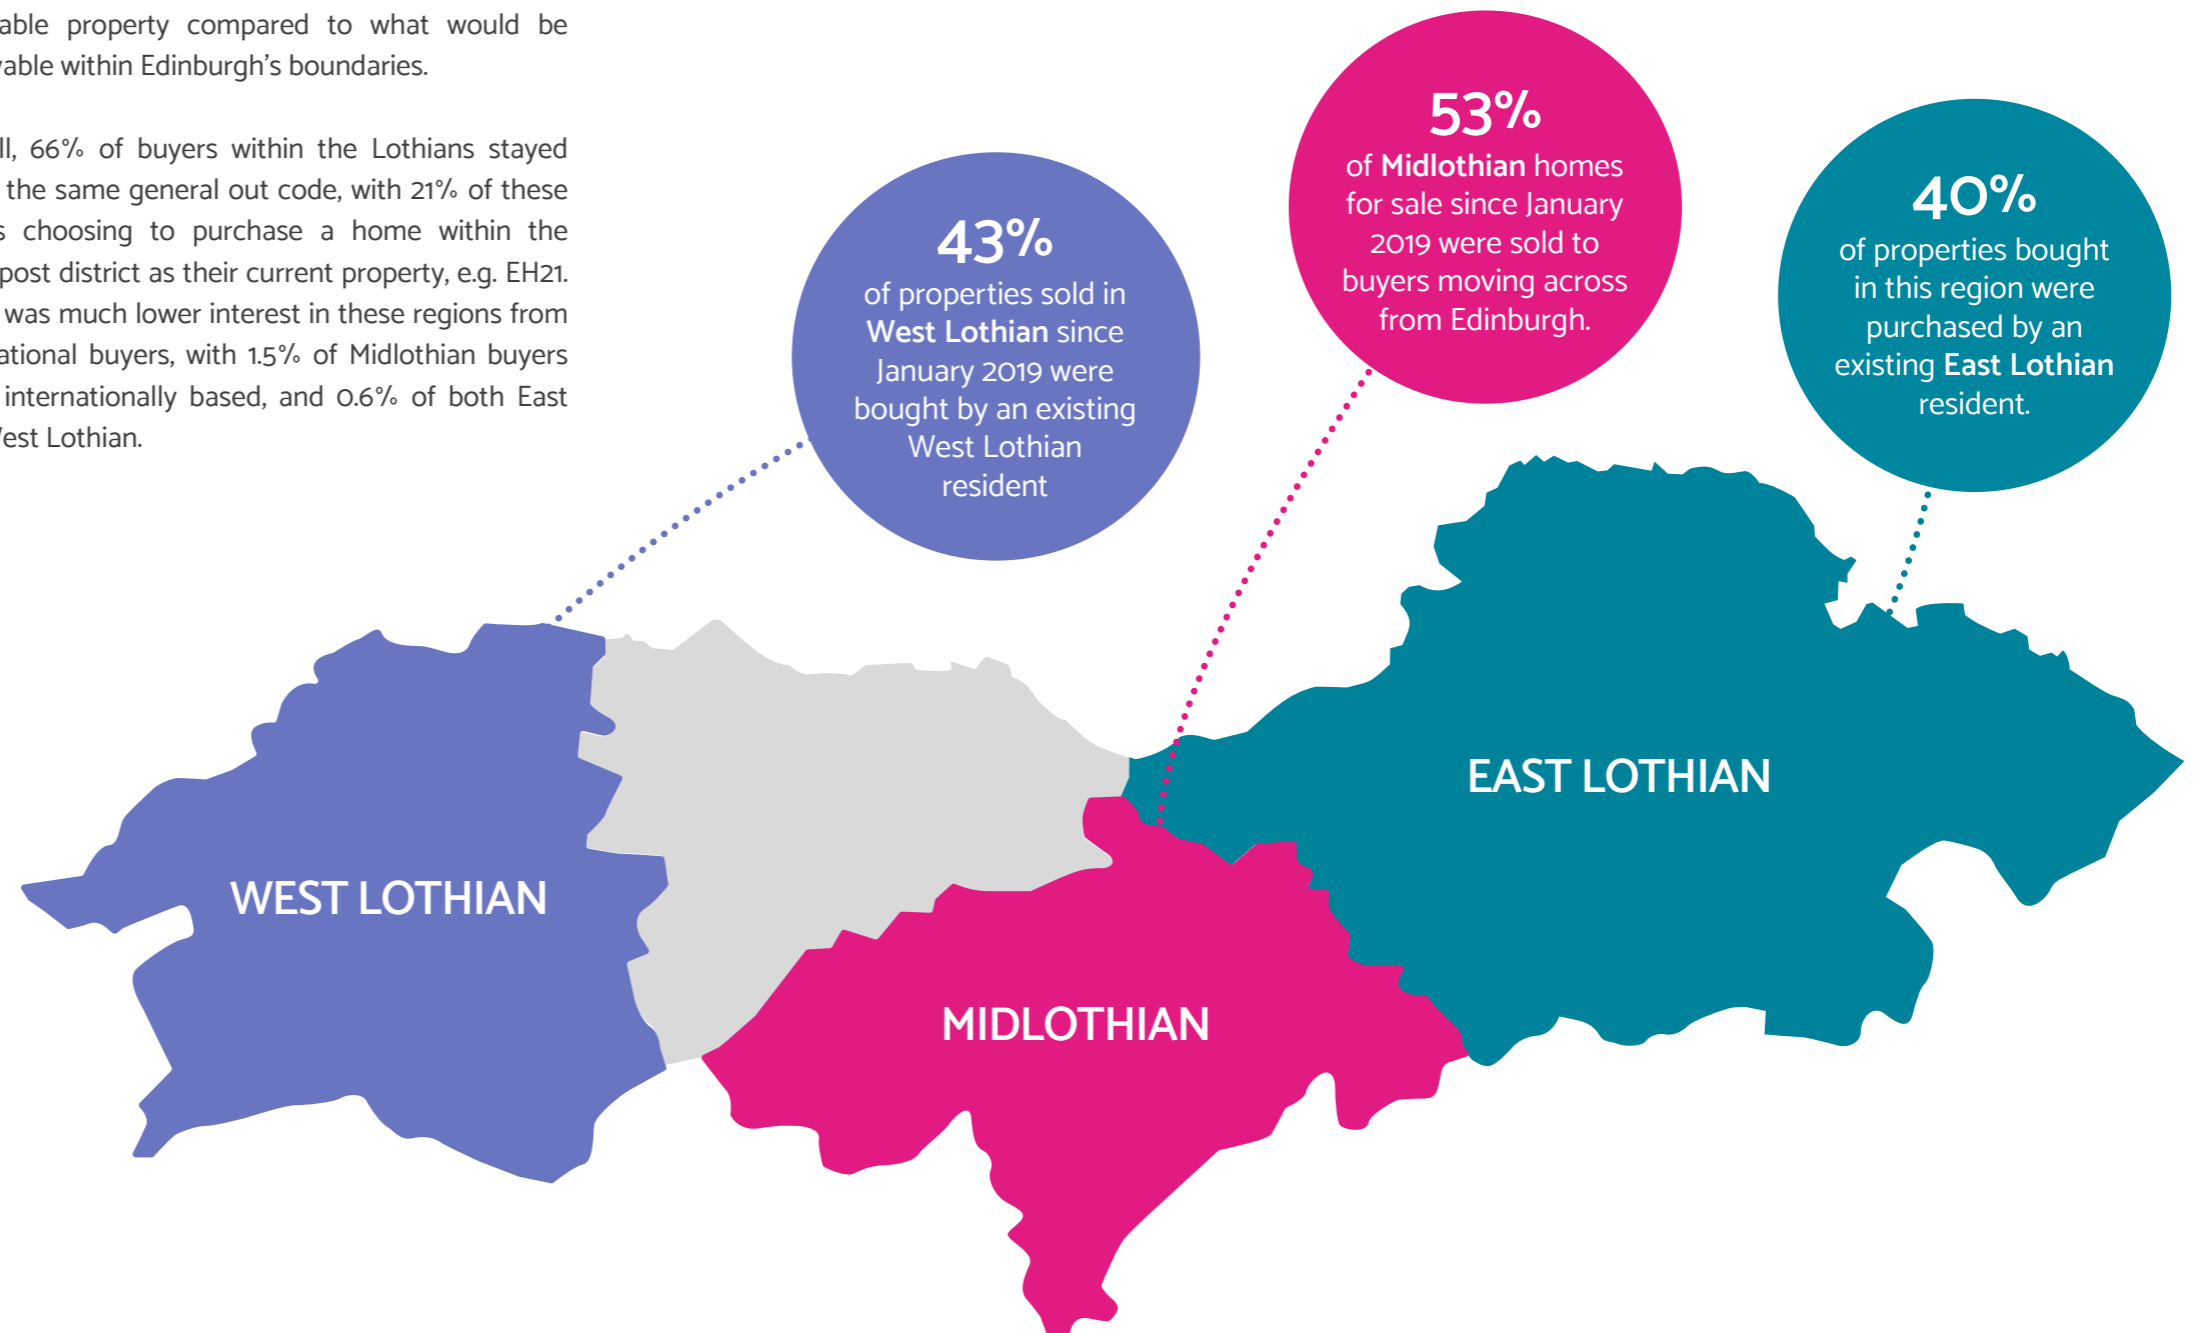 able property compared to what would be
vable within Edinburgh's boundaries.
ll, 66% of buyers within the Lothians stayed
the same general out code, with 21% of these
s choosing to purchase a home within the
post district as their current property, e.g. EH21.
was much lower interest in these regions from
ational buyers, with 1.5% of Midlothian buyers
internationally based, and 0.6% of both East
est Lothian.
43%
of properties sold in
West Lothian since
January 2019 were
bought by an existing
West Lothian
resident
53%
of Midlothian homes
for sale since January
2019 were sold to
buyers moving across
from Edinburgh.
40%
of properties bought
in this region were
purchased by an
existing East Lothian
resident.
WEST LOTHIAN
MIDLOTHIAN
EAST LOTHIAN